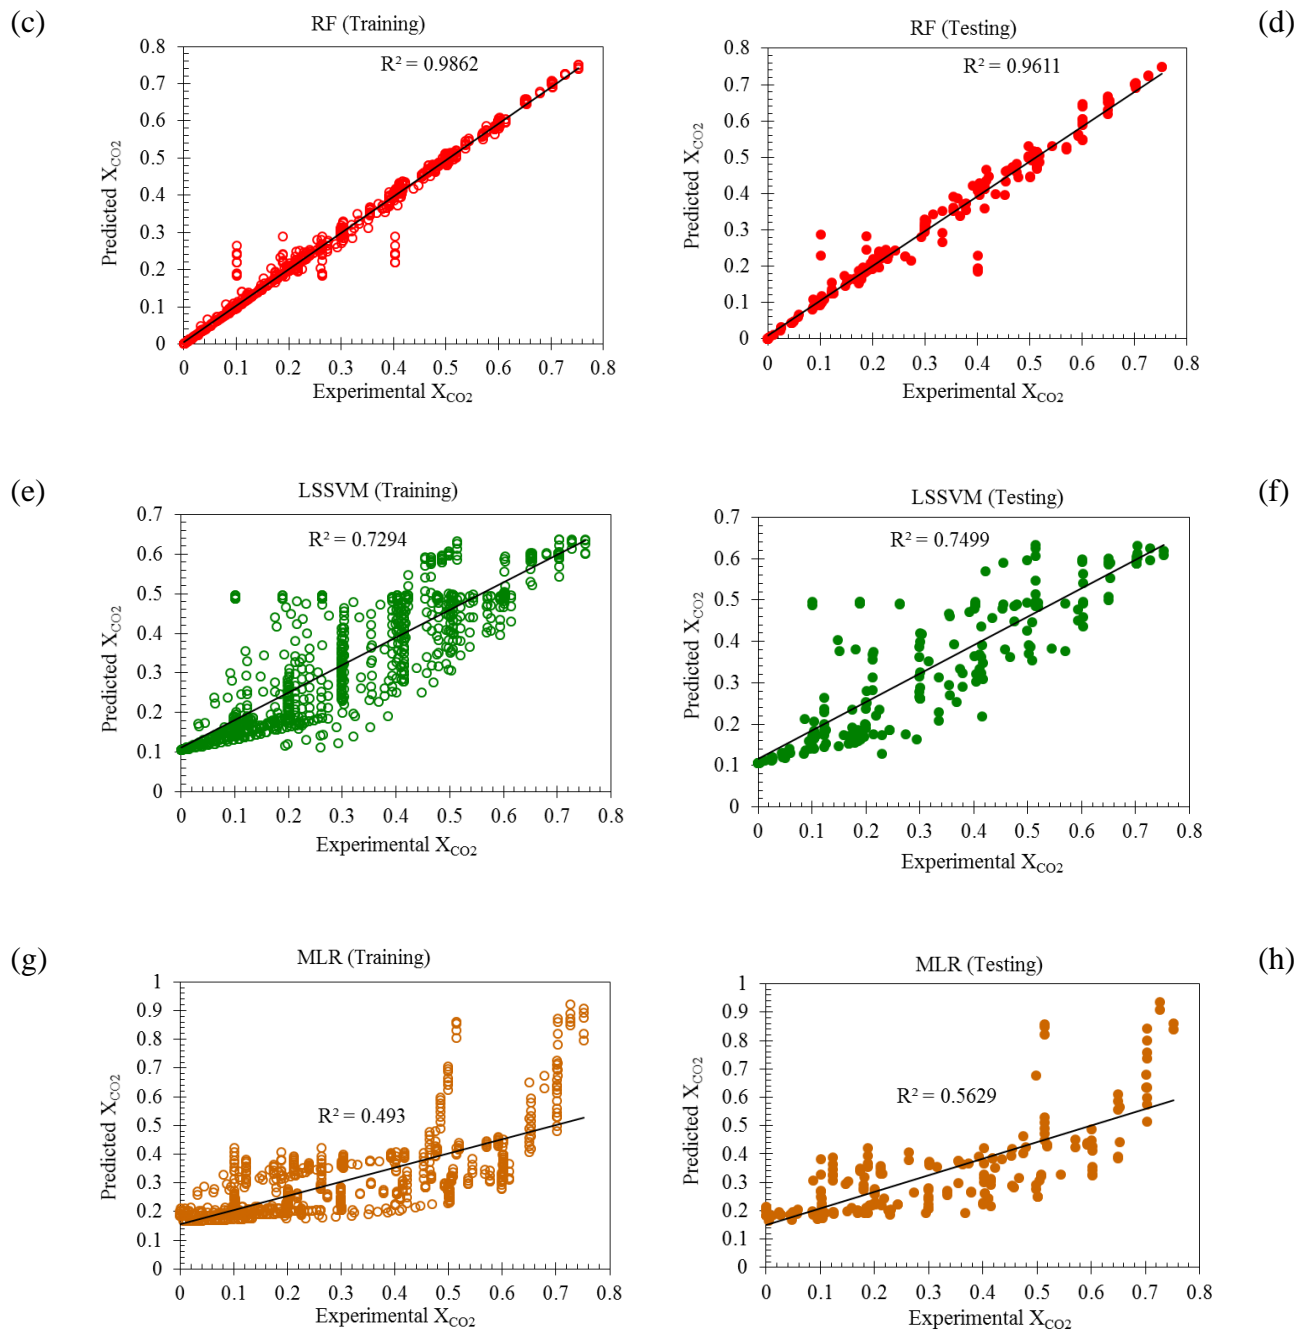 (c)
RF (Training)
R² = 0.9862
Predicted X_CO2
0.8
0.7
0.6
0.5
0.4
0.3
0.2
0.1
0
0 0.1 0.2 0.3 0.4 0.5 0.6 0.7 0.8
Experimental X_CO2
(d)
RF (Testing)
R² = 0.9611
Predicted X_CO2
0.8
0.7
0.6
0.5
0.4
0.3
0.2
0.1
0
0 0.1 0.2 0.3 0.4 0.5 0.6 0.7 0.8
Experimental X_CO2
(e)
LSSVM (Training)
R² = 0.7294
Predicted X_CO2
0.7
0.6
0.5
0.4
0.3
0.2
0.1
0
0 0.1 0.2 0.3 0.4 0.5 0.6 0.7 0.8
Experimental X_CO2
(f)
LSSVM (Testing)
R² = 0.7499
Predicted X_CO2
0.7
0.6
0.5
0.4
0.3
0.2
0.1
0
0 0.1 0.2 0.3 0.4 0.5 0.6 0.7 0.8
Experimental X_CO2
(g)
MLR (Training)
R² = 0.493
Predicted X_CO2
1
0.9
0.8
0.7
0.6
0.5
0.4
0.3
0.2
0.1
0
0 0.1 0.2 0.3 0.4 0.5 0.6 0.7 0.8
Experimental X_CO2
(h)
MLR (Testing)
R² = 0.5629
Predicted X_CO2
1
0.9
0.8
0.7
0.6
0.5
0.4
0.3
0.2
0.1
0
0 0.1 0.2 0.3 0.4 0.5 0.6 0.7 0.8
Experimental X_CO2